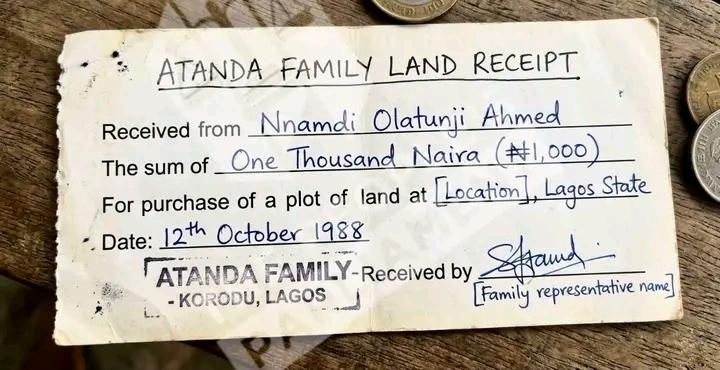 ATANDA FAMILY LAND RECEIPT
Received from Nnamdi Olatunji Ahmed
The sum of One Thousand Naira (₦1,000)
For purchase of a plot of land at [Location], Lagos State
Date: 12th October 1988
ATANDA FAMILY
- KORODU, LAGOS
-Received by
[Family representative name]